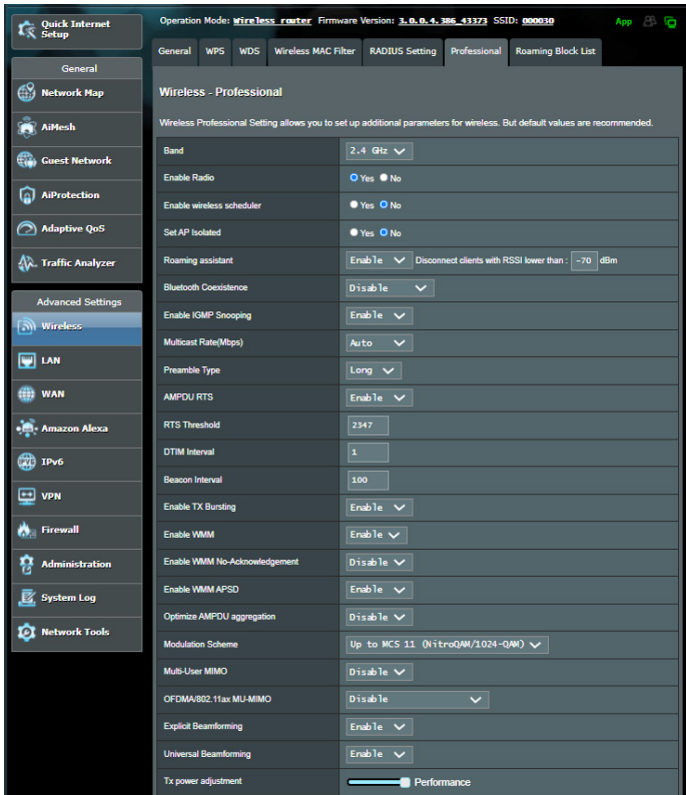 Quick Internet
Setup
Operation Mode: Wireless router Firmware Version: 3.0.0.4.386_43373 SSID: 000030
App
General
WPS
WDS
Wireless MAC Filter
RADIUS Setting
Professional
Roaming Block List
General
Network Map
AiMesh
Guest Network
AiProtection
Adaptive QoS
Traffic Analyzer
Advanced Settings
Wireless
LAN
WAN
Amazon Alexa
IPv6
VPN
Firewall
Administration
System Log
Network Tools
Wireless - Professional
Wireless Professional Setting allows you to set up additional parameters for wireless. But default values are recommended.
Band 2.4 GHz
Enable Radio Yes No
Enable wireless scheduler Yes No
Set AP Isolated Yes No
Roaming assistant Enable Disconnect clients with RSSI lower than : -70 dBm
Bluetooth Coexistence Disable
Enable IGMP Snooping Enable
Multicast Rate(Mbps) Auto
Preamble Type Long
AMPDU RTS Enable
RTS Threshold 2347
DTIM Interval 1
Beacon Interval 100
Enable TX Bursting Enable
Enable WMM Enable
Enable WMM No-Acknowledgement Disable
Enable WMM APSD Enable
Optimize AMPDU aggregation Disable
Modulation Scheme Up to MCS 11 (NitroQAM/1024-QAM)
Multi-User MIMO Disable
OFDMA/802.11ax MU-MIMO Disable
Explicit Beamforming Enable
Universal Beamforming Enable
Tx power adjustment Performance